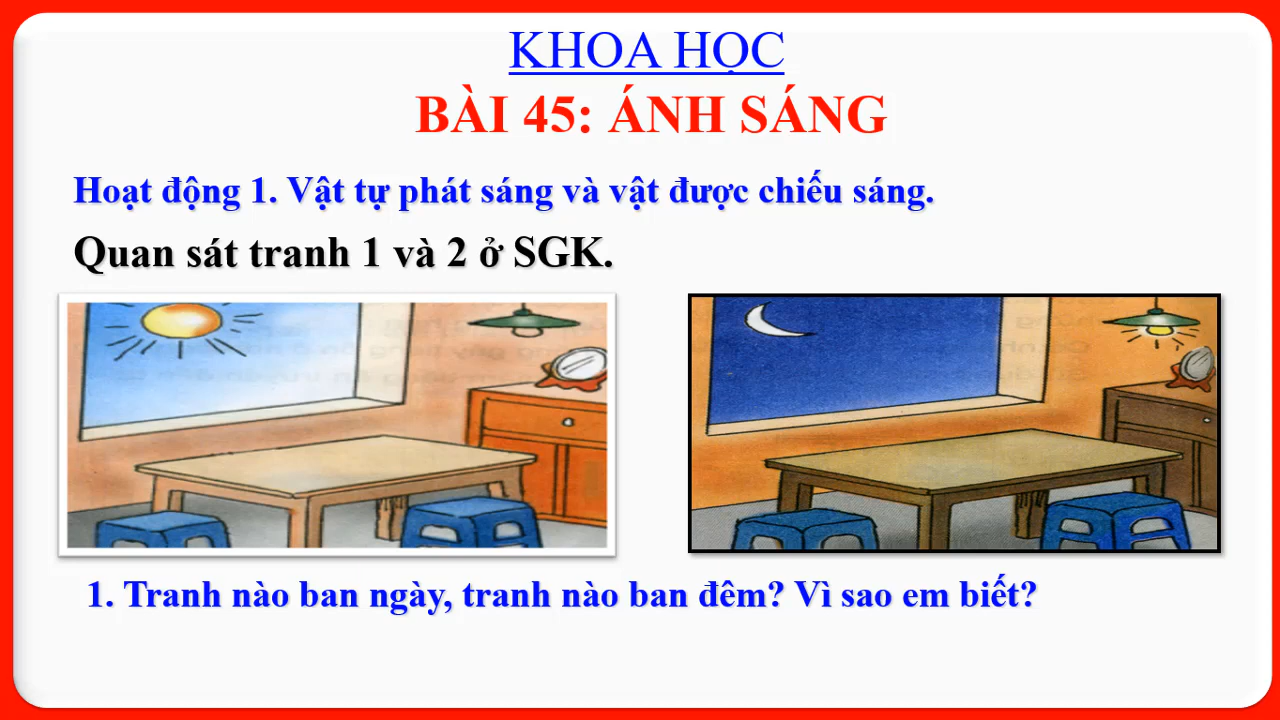 KHOA HỌC
BÀI 45: ÁNH SÁNG
Hoạt động 1. Vật tự phát sáng và vật được chiếu sáng.
Quan sát tranh 1 và 2 ở SGK.
1. Tranh nào ban ngày, tranh nào ban đêm? Vì sao em biết?